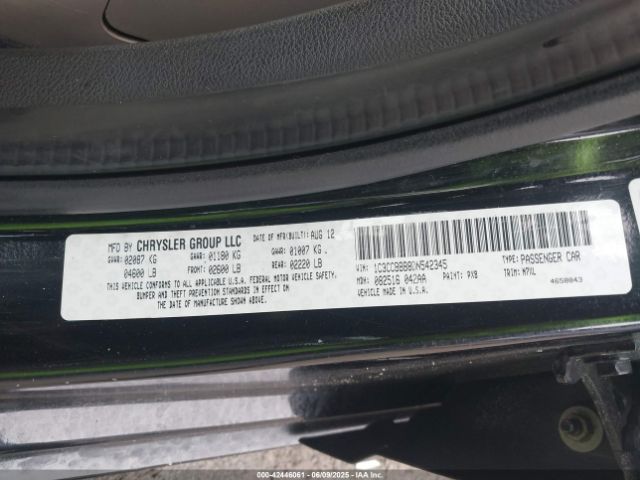 MFD BY CHRYSLER GROUP LLC DATE OF MFR(BUILT): AUG 12
GVWR: 02087 KG GAWR: 01180 KG GAWR: 01007 KG
04600 LB FRONT: 02600 LB REAR: 02220 LB
THIS VEHICLE CONFORMS TO ALL APPLICABLE U.S.A. FEDERAL MOTOR VEHICLE SAFETY,
BUMPER AND THEFT PREVENTION STANDARDS IN EFFECT ON
THE DATE OF MANUFACTURE SHOWN ABOVE.
VIN: 1C3CCBBB8DN542345 TYPE: PASSENGER CAR
MDH: 082516 042AA PAINT: PX8 TRIM: M7VL
VEHICLE MADE IN U.S.A. 4658043
000-42446061 06/09/2025 IAA, Inc.